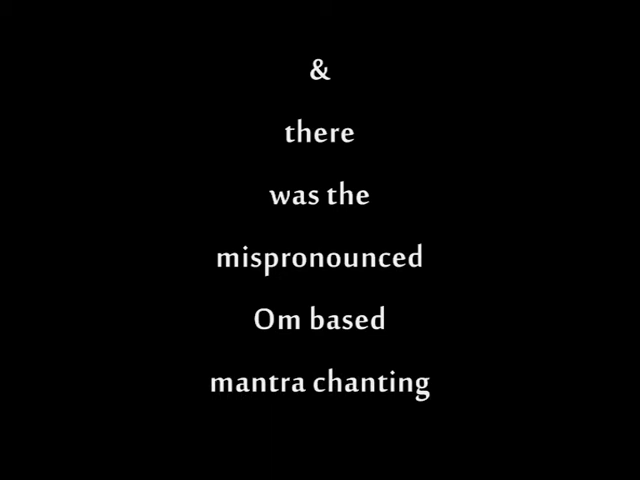 &
there
was the
mispronounced
Om based
mantra chanting